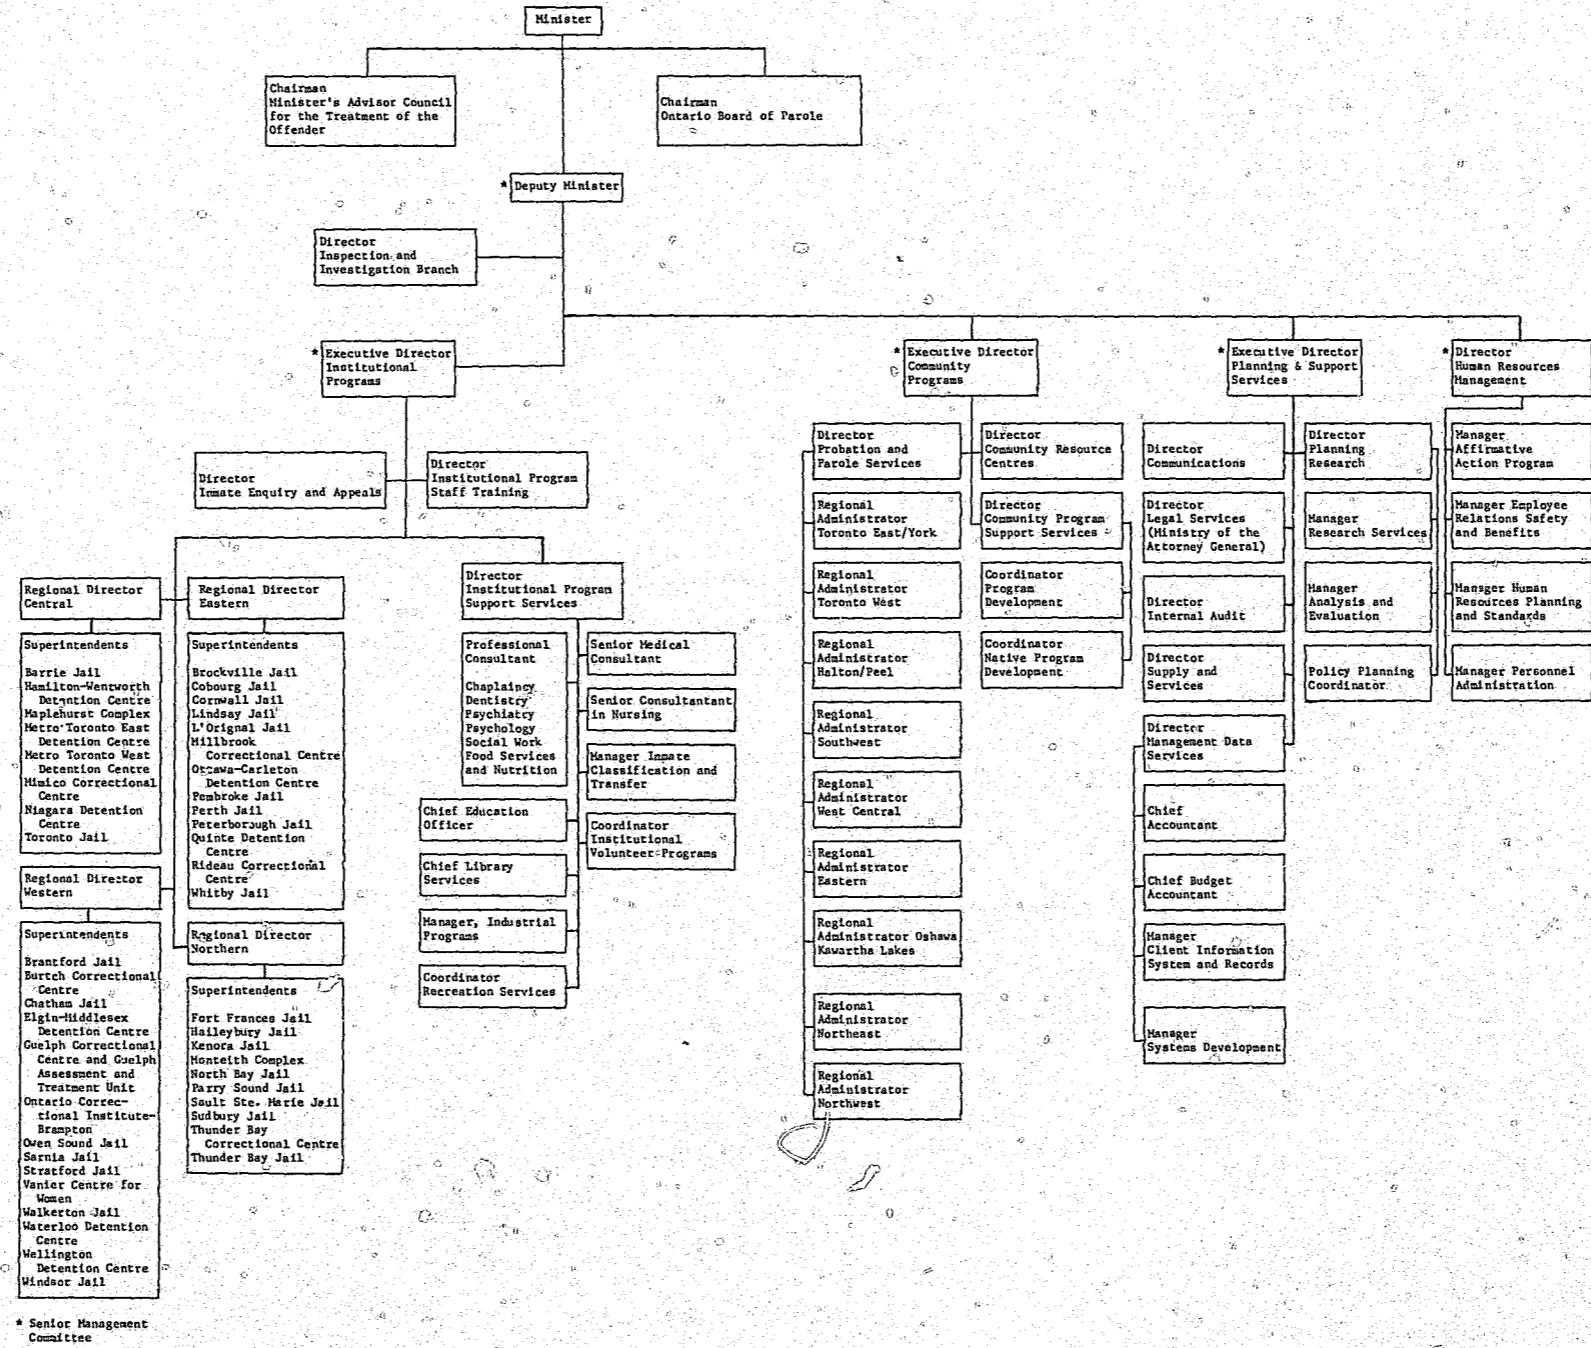 Minister
Chairman
Minister's Advisor Council
for the Treatment of the
Offender
Chairman
Ontario Board of Parole
* Deputy Minister
Director
Inspection and
Investigation Branch
* Executive Director
Institutional
Programs
* Executive Director
Community
Programs
* Executive Director
Planning & Support
Services
* Director
Human Resources
Management
Director
Inmate Enquiry and Appeals
Director
Institutional Program
Staff Training
Regional Director
Central
Superintendents
Barrie Jail
Hamilton-Wentworth
Detention Centre
Maplehurst Complex
Metro Toronto East
Detention Centre
Metro Toronto West
Detention Centre
Mimico Correctional
Centre
Niagara Detention
Centre
Toronto Jail
Regional Director
Western
Superintendents
Brantford Jail
Burtch Correctional
Centre
Chatham Jail
Elgin-Middlesex
Detention Centre
Guelph Correctional
Centre and Guelph
Assessment and
Treatment Unit
Ontario Correc-
tional Institute-
Brampton
Owen Sound Jail
Sarnia Jail
Stratford Jail
Vanier Centre for
Women
Walkerton Jail
Waterloo Detention
Centre
Wellington
Detention Centre
Windsor Jail
Regional Director
Eastern
Superintendents
Brockville Jail
Cobourg Jail
Cornwall Jail
Lindsay Jail
L'Orignal Jail
Millbrook
Correctional Centre
Ottawa-Carleton
Detention Centre
Pembroke Jail
Perth Jail
Peterborough Jail
Quinte Detention
Centre
Rideau Correctional
Centre
Whitby Jail
Regional Director
Northern
Superintendents
Fort Frances Jail
Haileybury Jail
Kenora Jail
Monteith Complex
North Bay Jail
Parry Sound Jail
Sault Ste. Marie Jail
Sudbury Jail
Thunder Bay
Correctional Centre
Thunder Bay Jail
Director
Institutional Program
Support Services
Professional
Consultant
Chaplaincy
Dentistry
Psychiatry
Psychology
Social Work
Food Services
and Nutrition
Chief Education
Officer
Chief Library
Services
Manager, Industrial
Programs
Coordinator
Recreation Services
Senior Medical
Consultant
Senior Consultantant
in Nursing
Manager Inmate
Classification and
Transfer
Coordinator
Institutional
Volunteer Programs
Director
Probation and
Parole Services
Regional
Administrator
Toronto East/York
Regional
Administrator
Toronto West
Regional
Administrator
Halton/Peel
Regional
Administrator
Southwest
Regional
Administrator
West Central
Regional
Administrator
Eastern
Regional
Administrator Oshawa
Kawartha Lakes
Regional
Administrator
Northeast
Regional
Administrator
Northwest
Director
Community Resource
Centres
Director
Community Program
Support Services
Coordinator
Program
Development
Coordinator
Native Program
Development
Director
Communications
Director
Legal Services
(Ministry of the
Attorney General)
Director
Internal Audit
Director
Supply and
Services
Director
Management Data
Services
Chief
Accountant
Chief Budget
Accountant
Manager
Client Information
System and Records
Manager
Systems Development
Director
Planning
Research
Manager
Research Services
Manager
Analysis and
Evaluation
Policy Planning
Coordinator
Manager
Affirmative
Action Program
Manager Employee
Relations Safety
and Benefits
Manager Human
Resources Planning
and Standards
Manager Personnel
Administration
* Senior Management
Committee